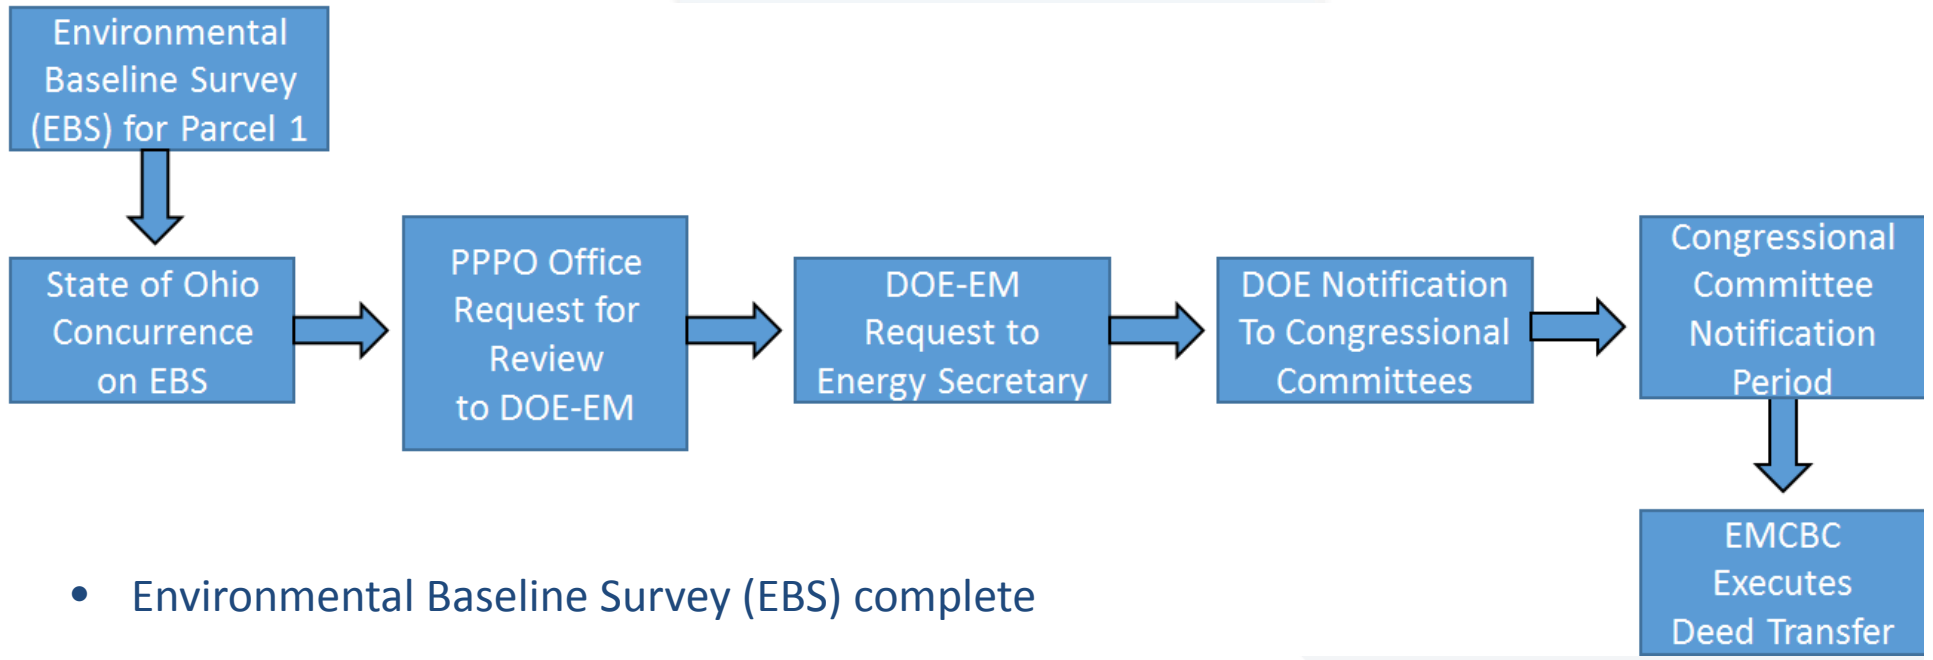 Environmental
Baseline Survey
(EBS) for Parcel 1
State of Ohio
Concurrence
on EBS
PPPO Office
Request for
Review
to DOE-EM
DOE-EM
Request to
Energy Secretary
DOE Notification
To Congressional
Committees
Congressional
Committee
Notification
Period
EMCBC
Executes
Deed Transfer
• Environmental Baseline Survey (EBS) complete